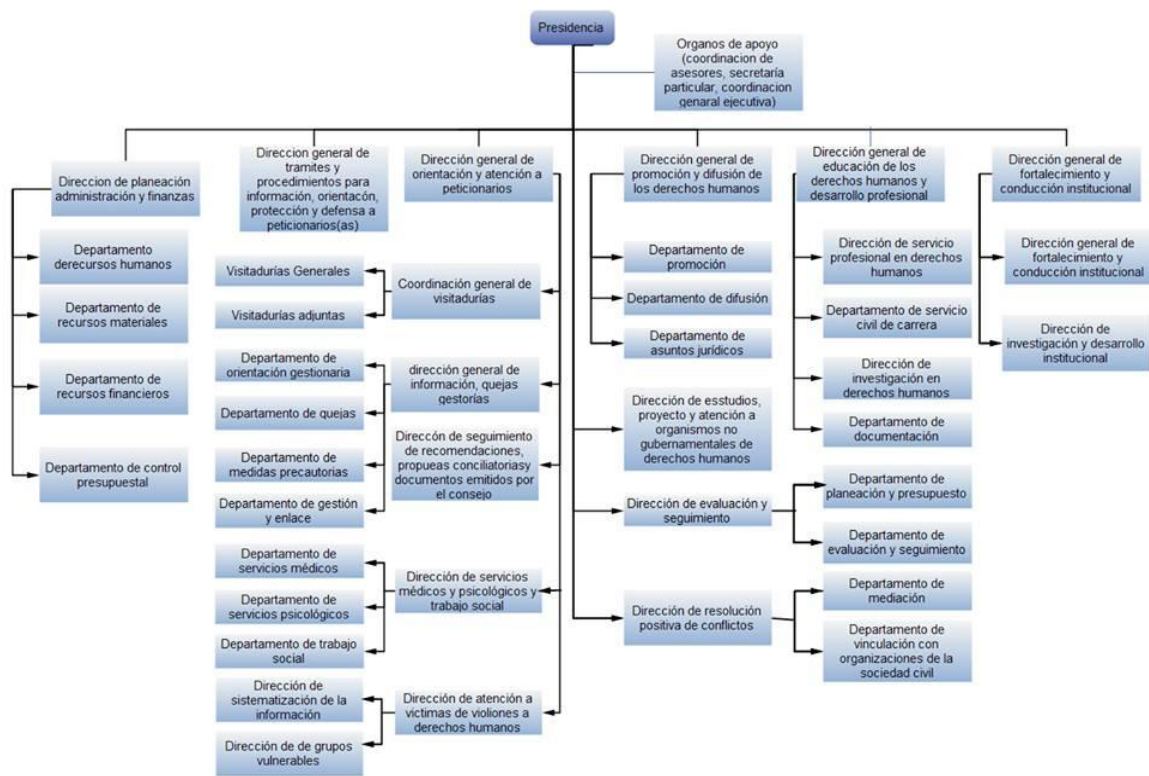 Presidencia
Organos de apoyo
(coordinacion de
asesores, secretaría
particular, coordinacion
genaral ejecutiva)
Direccion de planeación
administración y finanzas
Direccion general de
tramites y
procedimientos para
información, orientacón,
protección y defensa a
peticionarios(as)
Dirección general de
orientación y atención a
peticionarios
Dirección general de
promoción y difusión de
los derechos humanos
Dirección general de
educación de los
derechos humanos y
desarrollo profesional
Dirección general de
fortalecimiento y
conducción institucional
Departamento
derecursos humanos
Departamento de
recursos materiales
Departamento de
recursos financieros
Departamento de control
presupuestal
Visitadurías Generales
Visitadurías adjuntas
Coordinación general de
visitadurías
Departamento de
orientación gestionaria
Departamento de quejas
Departamento de
medidas precautorias
Departamento de gestión
y enlace
dirección general de
información, quejas
gestorías
Direccón de seguimiento
de recomendaciones,
propueas conciliatoriasy
documentos emitidos por
el consejo
Departamento de
servicios médicos
Departamento de
servicios psicológicos
Departamento de trabajo
social
Dirección de servicios
médicos y psicológicos y
trabajo social
Dirección de
sistematización de la
información
Dirección de de grupos
vulnerables
Dirección de atención a
victimas de violiones a
derechos humanos
Departamento de
promoción
Departamento de difusión
Departamento de
asuntos jurídicos
Dirección de esstudios,
proyecto y atención a
organismos no
gubernamentales de
derechos humanos
Dirección de evaluación y
seguimiento
Dirección de resolución
positiva de conflictos
Dirección de servicio
profesional en derechos
humanos
Departamento de servicio
civil de carrera
Dirección de
investigación en
derechos humanos
Departamento de
documentación
Departamento de
planeación y presupuesto
Departamento de
evaluación y seguimiento
Departamento de
mediación
Departamento de
vinculación con
organizaciones de la
sociedad civil
Dirección general de
fortalecimiento y
conducción institucional
Dirección de
investigación y desarrollo
institucional